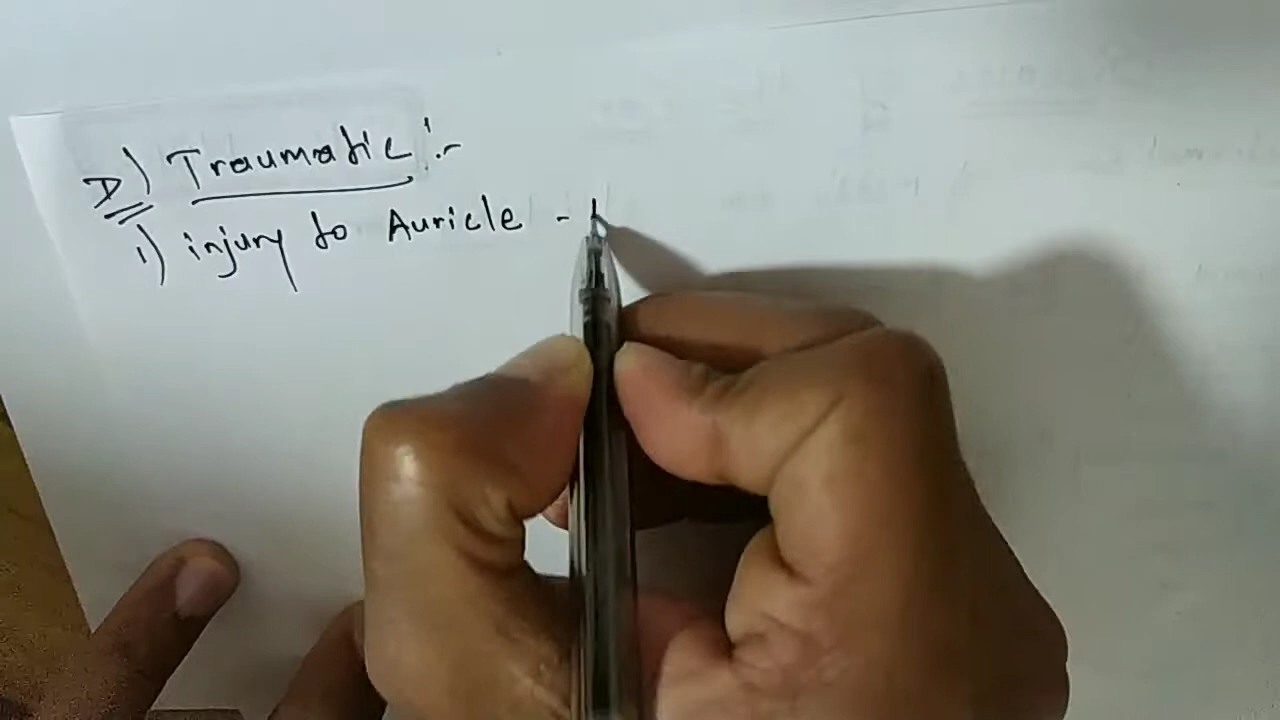 D) Traumatic :-
1) injury to Auricle -